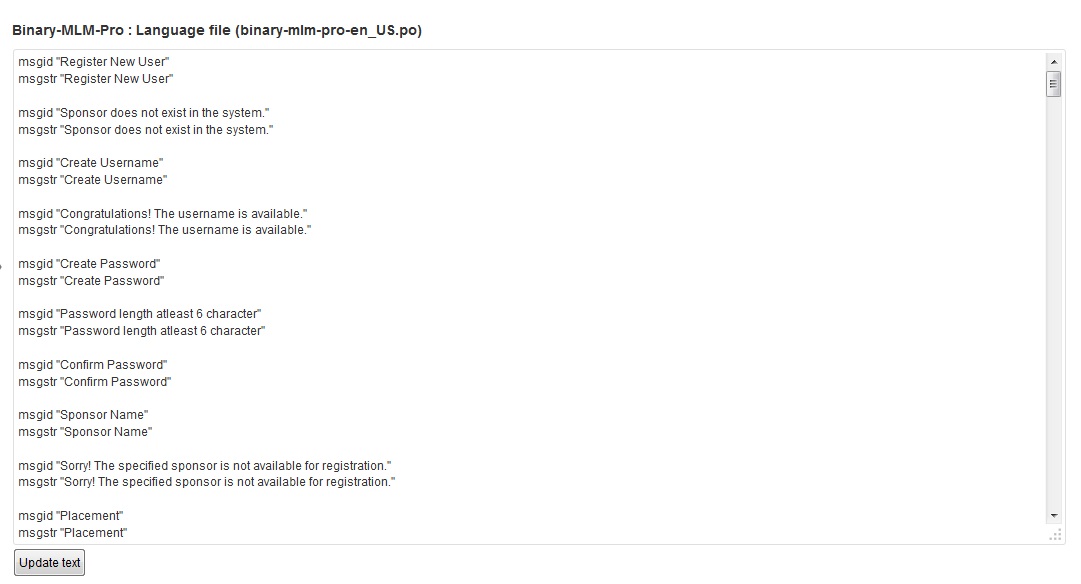 Binary-MLM-Pro : Language file (binary-mlm-pro-en_US.po)
msgid "Register New User"
msgstr "Register New User"
msgid "Sponsor does not exist in the system."
msgstr "Sponsor does not exist in the system."
msgid "Create Username"
msgstr "Create Username"
msgid "Congratulations! The username is available."
msgstr "Congratulations! The username is available."
msgid "Create Password"
msgstr "Create Password"
msgid "Password length atleast 6 character"
msgstr "Password length atleast 6 character"
msgid "Confirm Password"
msgstr "Confirm Password"
msgid "Sponsor Name"
msgstr "Sponsor Name"
msgid "Sorry! The specified sponsor is not available for registration."
msgstr "Sorry! The specified sponsor is not available for registration."
msgid "Placement"
msgstr "Placement"
Update text